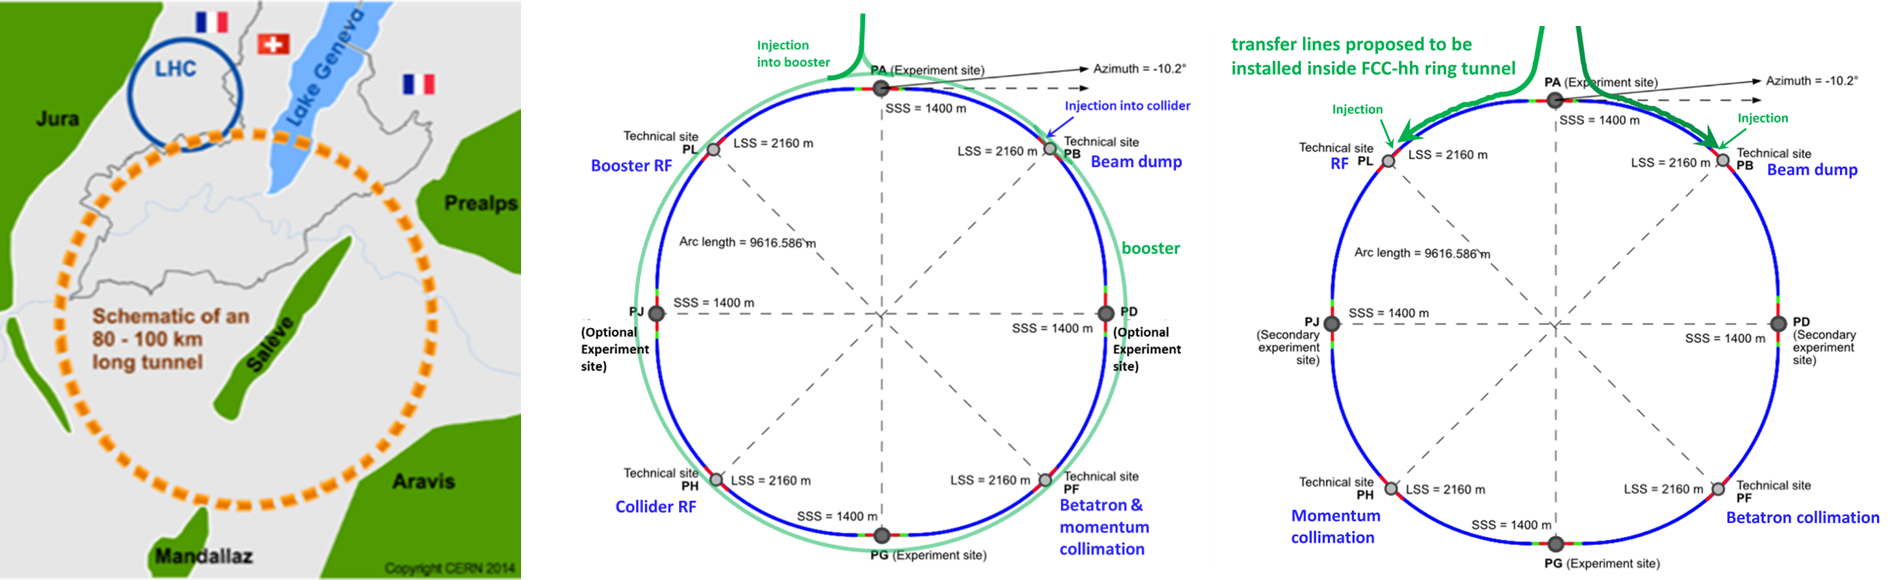 LHC
Lake Geneva
Jura
Prealps
Schematic of an
80 - 100 km
long tunnel
Salève
Aravis
Mandallaz
Copyright CERN 2014
Injection
into booster
PA (Experiment site)
Azimuth = -10.2°
SSS = 1400 m
Injection into collider
Technical site
PL
LSS = 2160 m
Booster RF
LSS = 2160 m
Technical site
PB
Beam dump
Arc length = 9616.586 m
booster
PJ
SSS = 1400 m
(Optional
Experiment
site)
PD
SSS = 1400 m
(Optional
Experiment
site)
Technical site
PH
LSS = 2160 m
Collider RF
LSS = 2160 m
Technical site
PF
Betatron &
momentum
collimation
SSS = 1400 m
PG (Experiment site)
transfer lines proposed to be
installed inside FCC-hh ring tunnel
PA (Experiment site)
Azimuth = -10.2°
SSS = 1400 m
Injection
Injection
Technical site
RF PL
LSS = 2160 m
LSS = 2160 m
Technical site
PB
Beam dump
Arc length = 9616.586 m
PJ
SSS = 1400 m
(Secondary
experiment
site)
PD
SSS = 1400 m
(Secondary
experiment
site)
Technical site
PH
LSS = 2160 m
Momentum
collimation
LSS = 2160 m
Technical site
PF
Betatron collimation
SSS = 1400 m
PG (Experiment site)